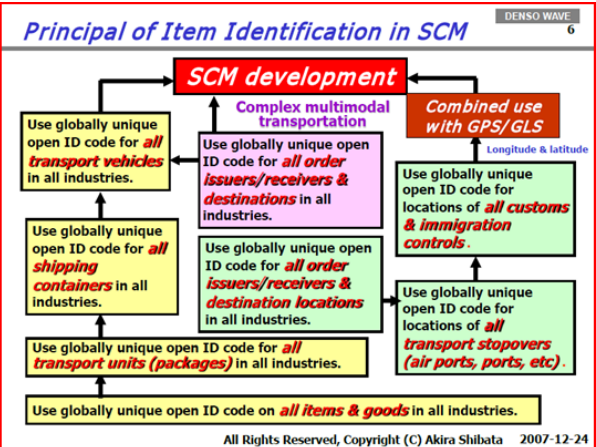 DENSO WAVE
Principal of Item Identification in SCM
6
SCM development
Complex multimodal
transportation
Combined use
with GPS/GLS
Longitude & latitude
Use globally unique
open ID code for all
transport vehicles
in all industries.
Use globally unique open
ID code for all order
issuers/receivers &
destinations in all
industries.
Use globally unique
open ID code for
locations of all customs
& immigration
controls .
Use globally unique
open ID code for all
shipping
containers in all
industries.
Use globally unique open
ID code for all order
issuers/receivers &
destination locations
in all industries.
Use globally unique
open ID code for
locations of all
transport stopovers
(air ports, ports, etc) .
Use globally unique open ID code for all
transport units (packages) in all industries.
Use globally unique open ID code on all items & goods in all industries.
All Rights Reserved, Copyright (C) Akira Shibata 2007-12-24